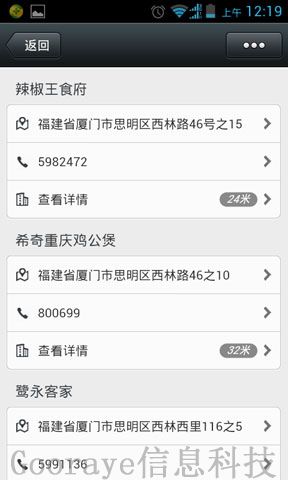 上午 12:19
返回
辣椒王食府
福建省厦门市思明区西林路46号之15
5982472
查看详情 24米
希奇重庆鸡公煲
福建省厦门市思明区西林路46之10
800699
查看详情 32米
鹭永客家
福建省厦门市思明区西林西里116之5
5991136
Cooraye信息科技